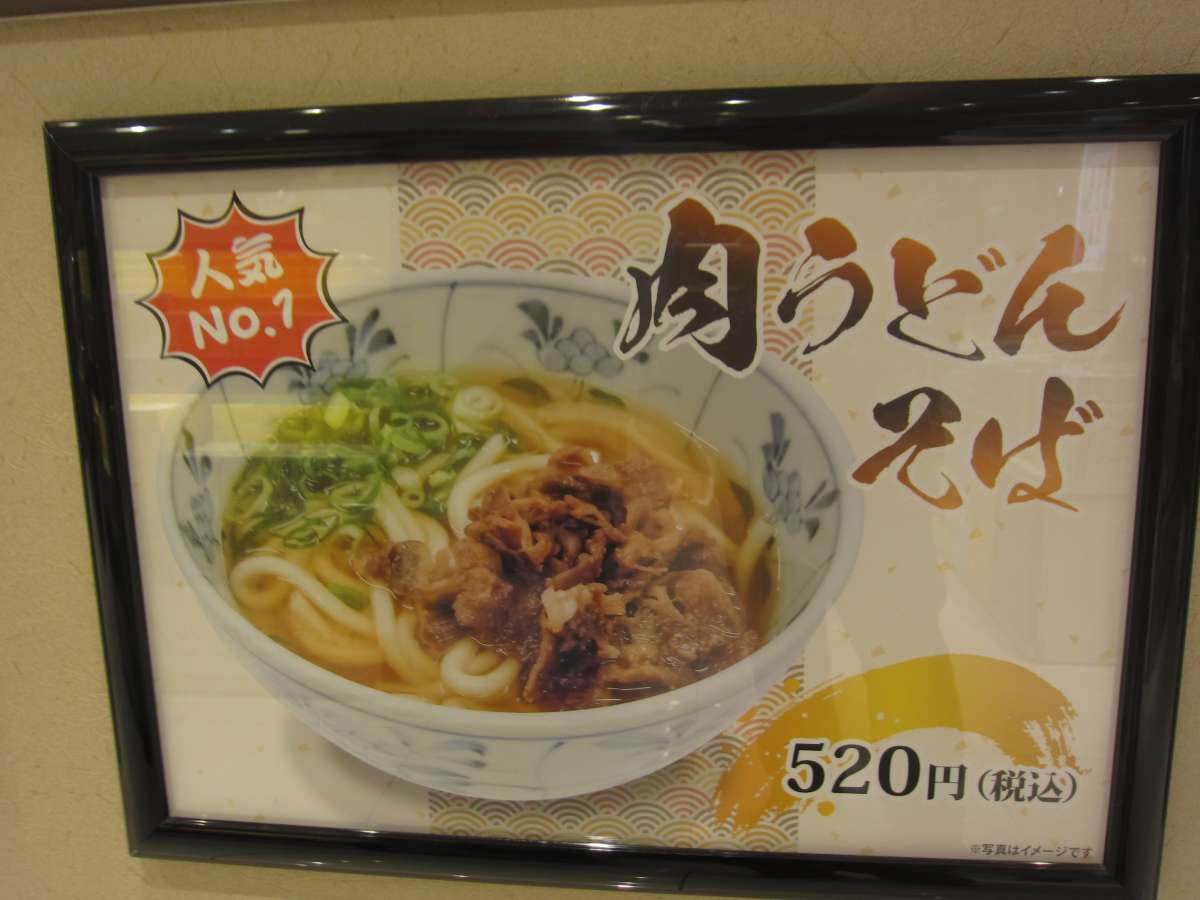 人気
NO.1
肉うどん
そば
520円(税込)
※写真はイメージです